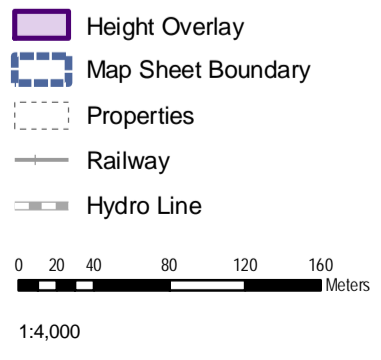 Height Overlay
Map Sheet Boundary
Properties
Railway
Hydro Line
0 20 40 80 120 160
Meters
1:4,000